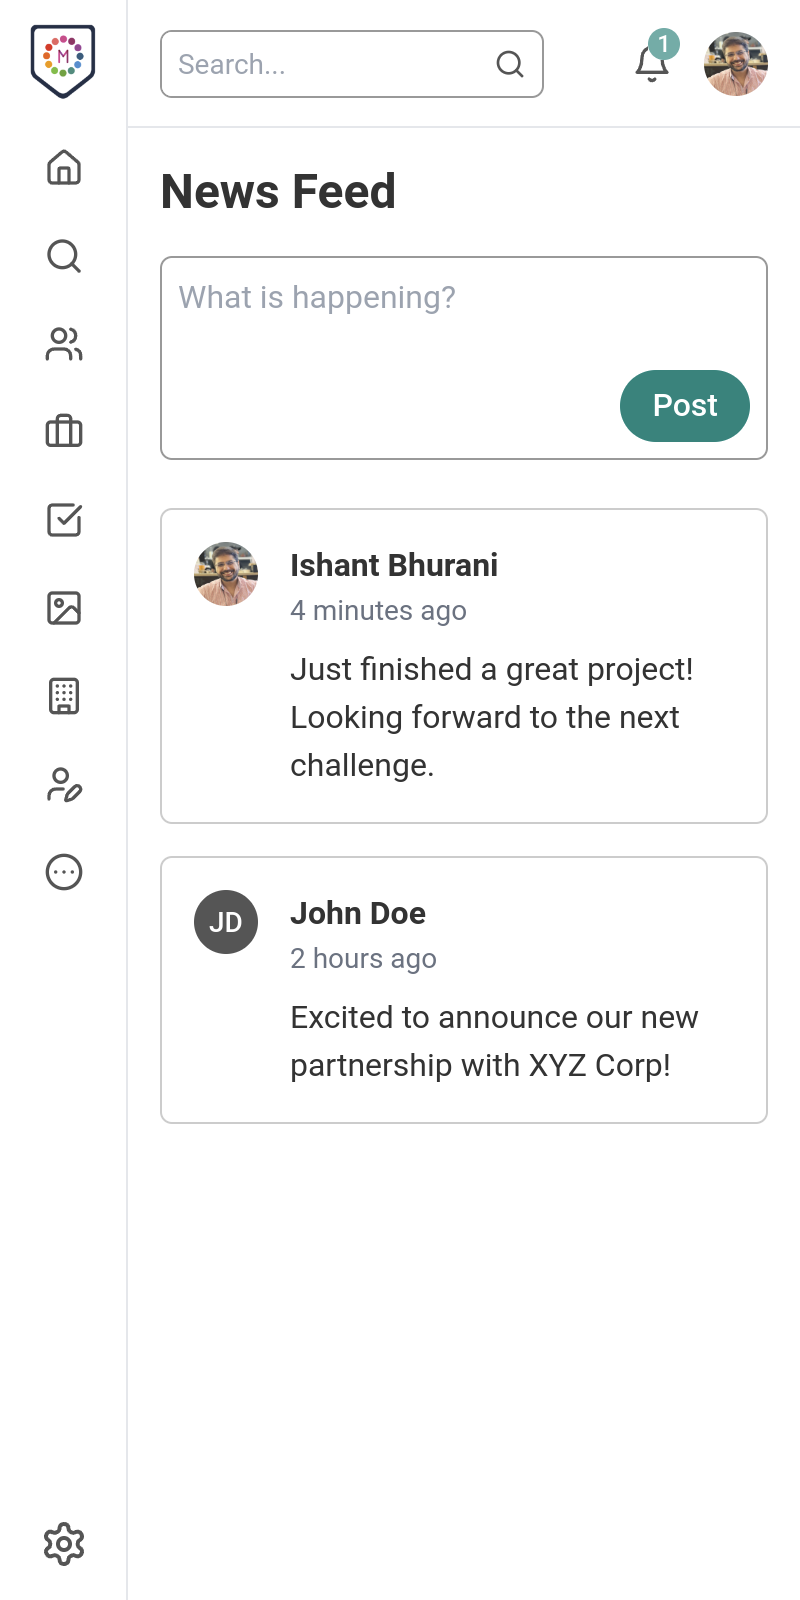 M
Search...
1
News Feed
What is happening?
Post
Ishant Bhurani
4 minutes ago
Just finished a great project!
Looking forward to the next
challenge.
JD
John Doe
2 hours ago
Excited to announce our new
partnership with XYZ Corp!